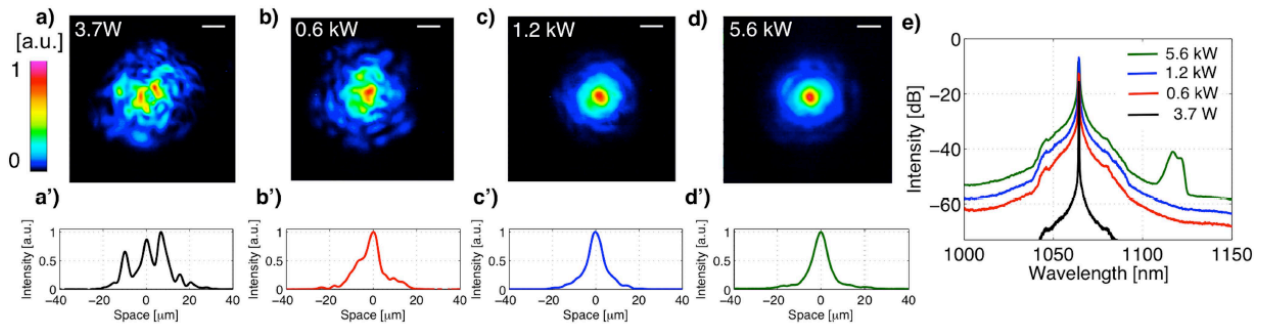 a)
3.7W
b)
0.6 kW
c)
1.2 kW
d)
5.6 kW
e)
[a.u.]
1
0
0
−20
−40
−60
Intensity [dB]
5.6 kW
1.2 kW
0.6 kW
3.7 W
1000
1050
1100
1150
Wavelength [nm]
a')
b')
c')
d')
Intensity [a.u.]
1
0.5
0
−40
−20
0
20
40
Space [μm]
Intensity [a.u.]
1
0.5
0
−40
−20
0
20
40
Space [μm]
Intensity [a.u.]
1
0.5
0
−40
−20
0
20
40
Space [μm]
Intensity [a.u.]
1
0.5
0
−40
−20
0
20
40
Space [μm]